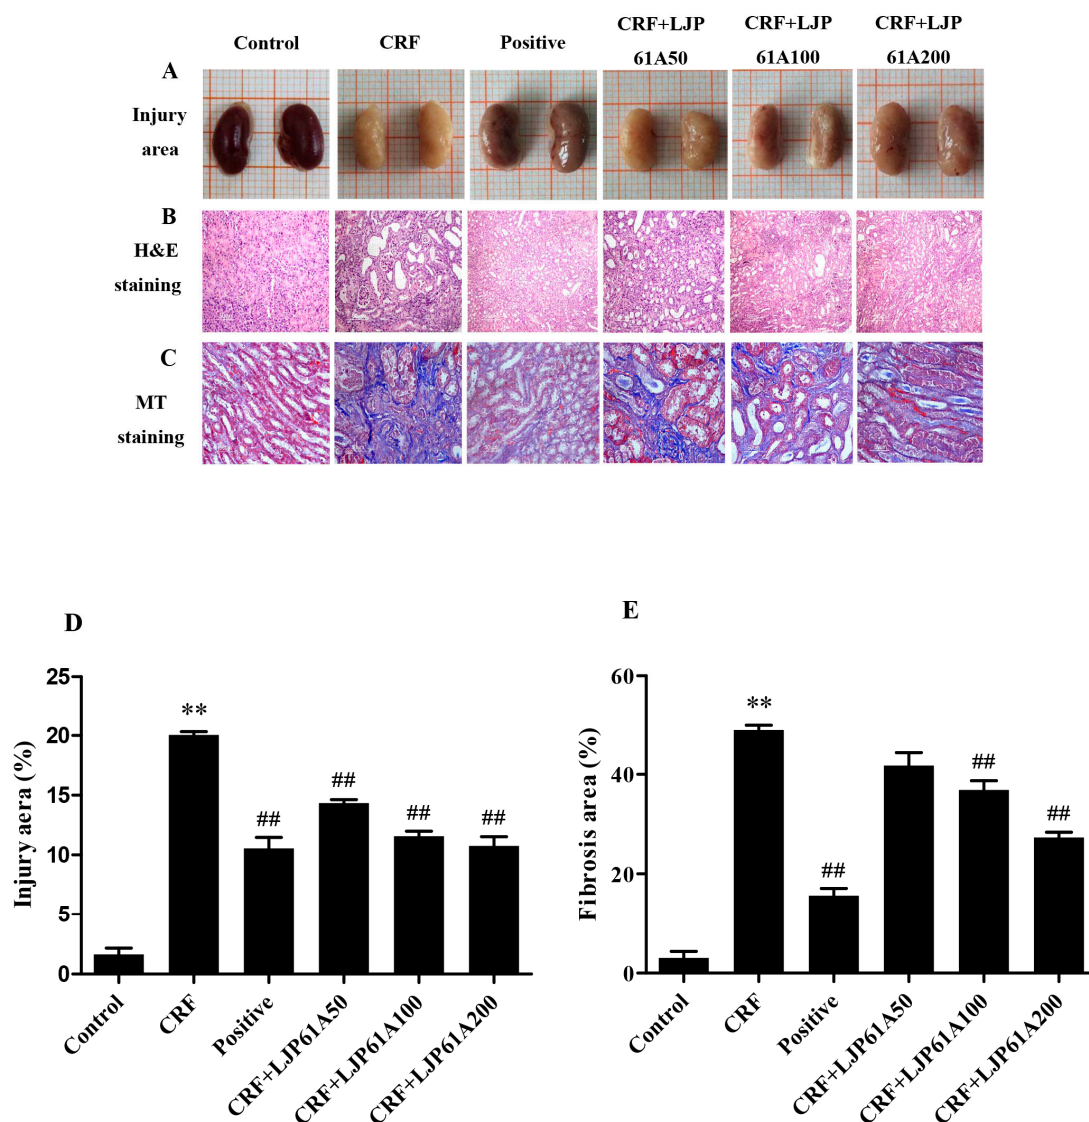 Control
CRF
Positive
CRF+LJP
61A50
CRF+LJP
61A100
CRF+LJP
61A200
A
Injury
area
B
H&E
staining
C
MT
staining
D
Injury aera (%)
25
20
15
10
5
0
**
##
##
##
##
Control
CRF
Positive
CRF+LJP61A50
CRF+LJP61A100
CRF+LJP61A200
E
Fibrosis area (%)
60
40
20
0
**
##
##
##
Control
CRF
Positive
CRF+LJP61A50
CRF+LJP61A100
CRF+LJP61A200